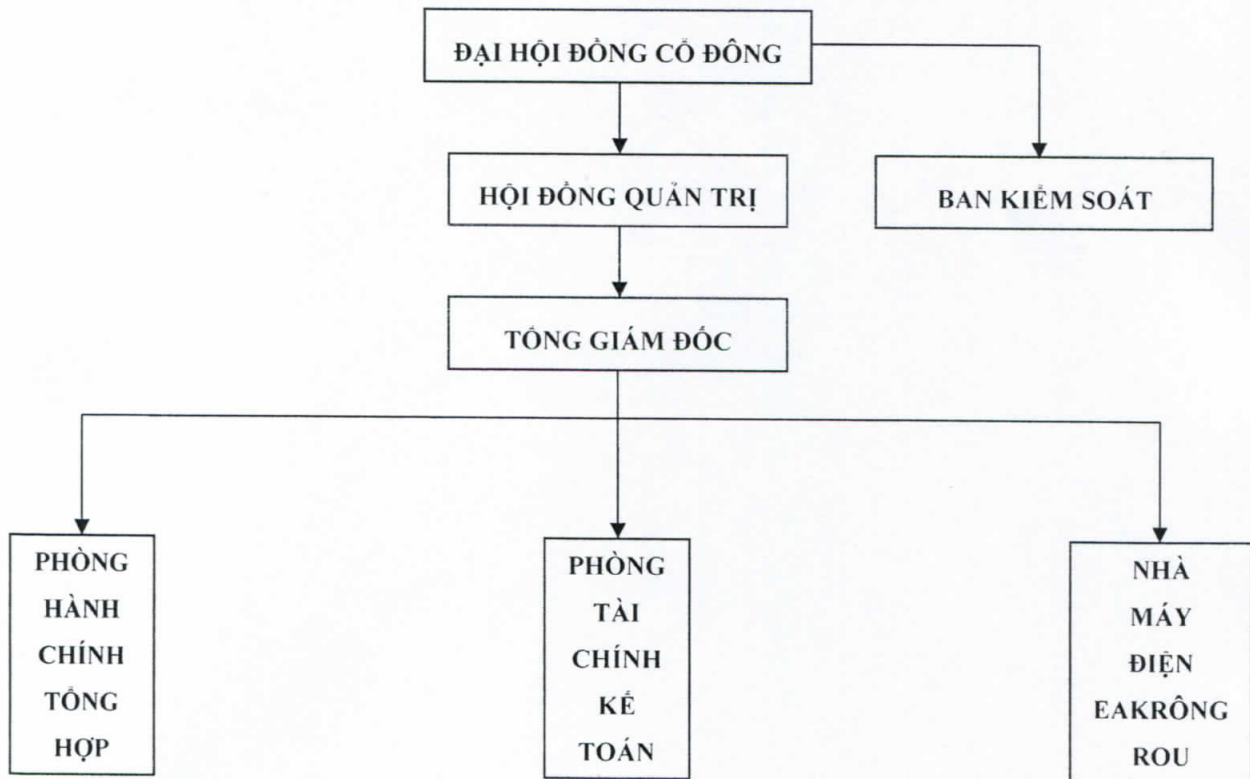 ĐẠI HỘI ĐỒNG CỔ ĐÔNG
HỘI ĐỒNG QUẢN TRỊ
BAN KIỂM SOÁT
TỔNG GIÁM ĐỐC
PHÒNG
HÀNH
CHÍNH
TỔNG
HỢP
PHÒNG
TÀI
CHÍNH
KẾ
TOÁN
NHÀ
MÁY
ĐIỆN
EAKRÔNG
ROU